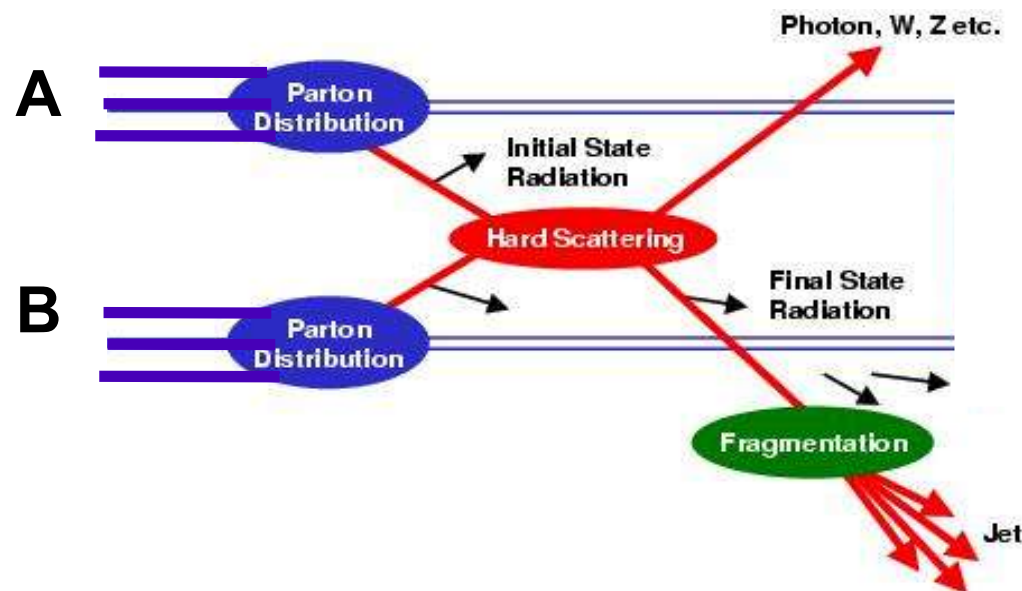 Photon, W, Z etc.
A
Parton
Distribution
Initial State
Radiation
Hard Scattering
Final State
Radiation
B
Parton
Distribution
Fragmentation
Jet